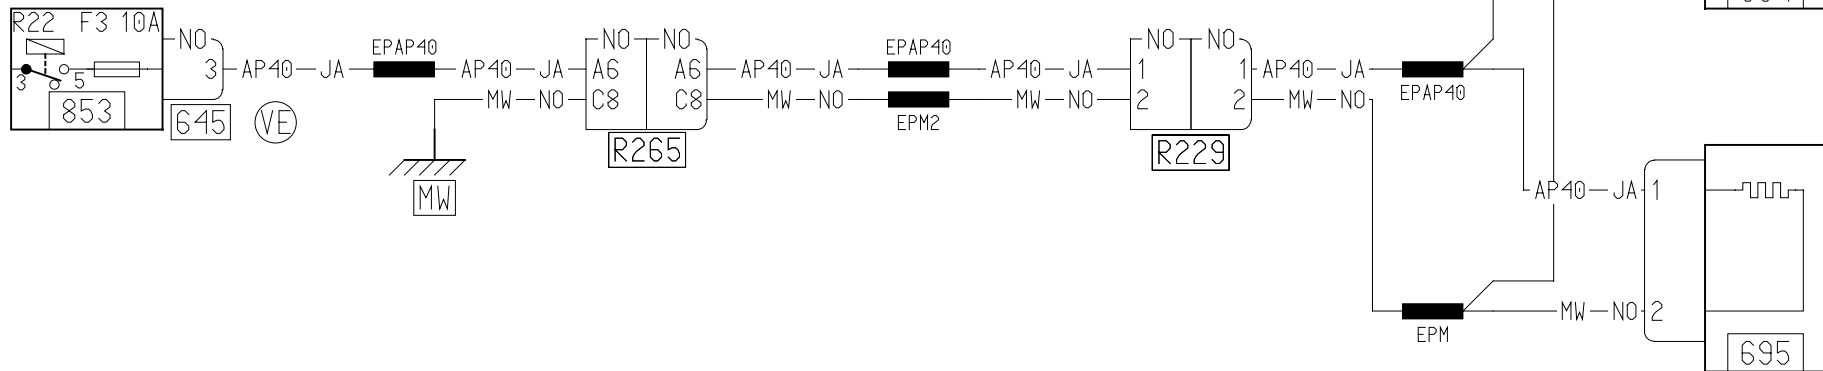 R22 F3 10A
NO NO NO NO NO
EPAP40 EPAP40
3 AP40 JA AP40 JA A6 A6 AP40 JA AP40 JA 1 1 AP40 JA
3 5
EPAP40
MW NO C8 C8 MW NO MW NO 2 2 MW NO
853 645 VE
EPM2
R265 R229
MW
AP40 JA 1
MW NO 2
EPM
695